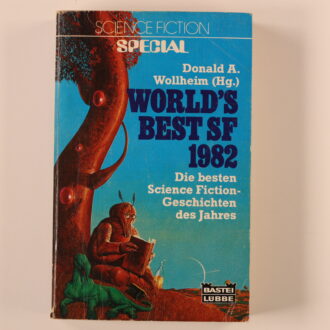 SCIENCE FICTION
SPECIAL
Donald A.
Wollheim (Hg.)
WORLD'S
BEST SF
1982
Die besten
Science Fiction-
Geschichten
des Jahres
BASTEI
LÜBBE